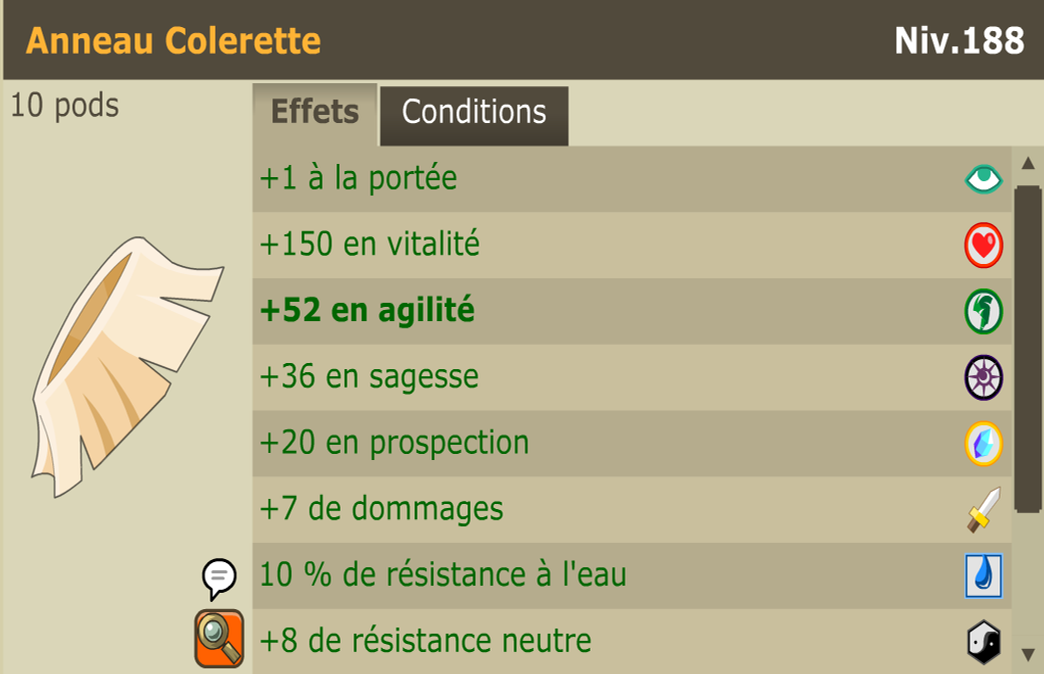 Anneau Colerette
Niv.188
10 pods
Effets
Conditions
+1 à la portée
+150 en vitalité
+52 en agilité
+36 en sagesse
+20 en prospection
+7 de dommages
10 % de résistance à l'eau
+8 de résistance neutre